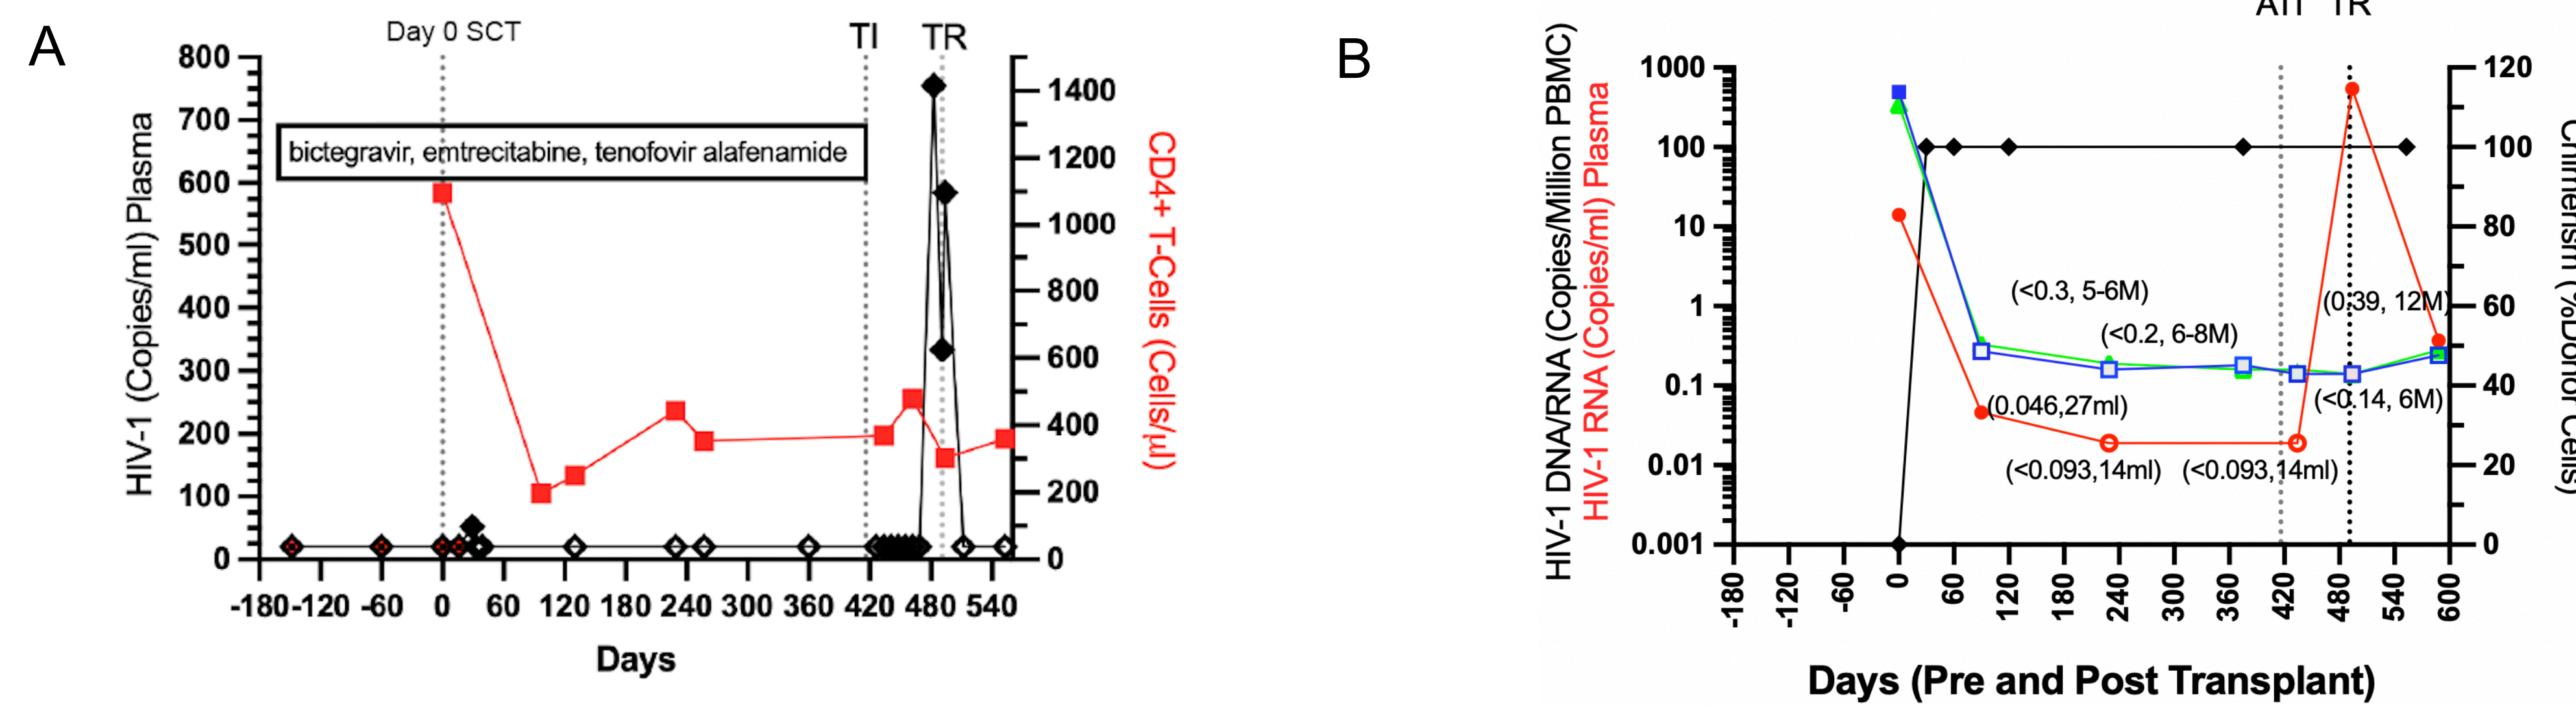 A
Day 0 SCT
TI
TR
HIV-1 (Copies/ml) Plasma
800
700
600
500
400
300
200
100
0
bictegravir, emtrecitabine, tenofovir alafenamide
1400
1200
1000
800
600
400
200
0
CD4+ T-Cells (Cells/µl)
-180 -120 -60 0 60 120 180 240 300 360 420 480 540
Days
B
ATI TR
HIV-1 DNA/RNA (Copies/Million PBMC)
HIV-1 RNA (Copies/ml) Plasma
1000
100
10
1
0.1
0.01
0.001
(<0.3, 5-6M)
(0.39, 12M)
(<0.2, 6-8M)
(0.046,27ml)
(<0.14, 6M)
(<0.093,14ml) (<0.093,14ml)
120
100
80
60
40
20
0
Chimerism (%Donor Cells)
-180 -120 -60 0 60 120 180 240 300 360 420 480 540 600
Days (Pre and Post Transplant)